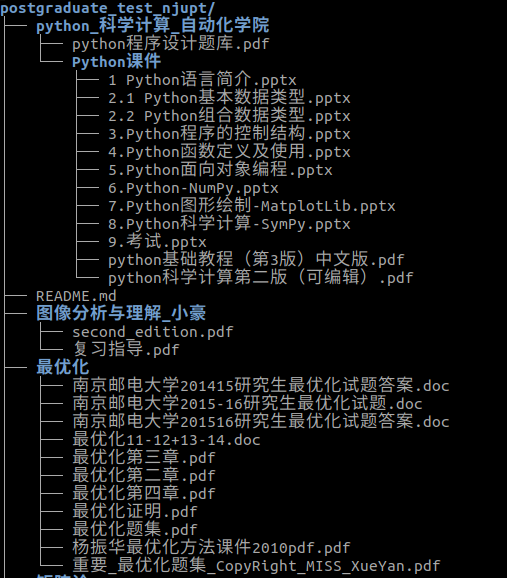 postgraduate_test_njupt/
python_科学计算_自动化学院
python程序设计题库.pdf
Python课件
1 Python语言简介.pptx
2.1 Python基本数据类型.pptx
2.2 Python组合数据类型.pptx
3.Python程序的控制结构.pptx
4.Python函数定义及使用.pptx
5.Python面向对象编程.pptx
6.Python-NumPy.pptx
7.Python图形绘制-MatplotLib.pptx
8.Python科学计算-SymPy.pptx
9.考试.pptx
python基础教程（第3版）中文版.pdf
python科学计算第二版（可编辑）.pdf
README.md
图像分析与理解_小豪
second_edition.pdf
复习指导.pdf
最优化
南京邮电大学201415研究生最优化试题答案.doc
南京邮电大学2015-16研究生最优化试题.doc
南京邮电大学201516研究生最优化试题答案.doc
最优化11-12+13-14.doc
最优化第三章.pdf
最优化第二章.pdf
最优化第四章.pdf
最优化证明.pdf
最优化题集.pdf
杨振华最优化方法课件2010pdf.pdf
重要_最优化题集_CopyRight_MISS_XueYan.pdf